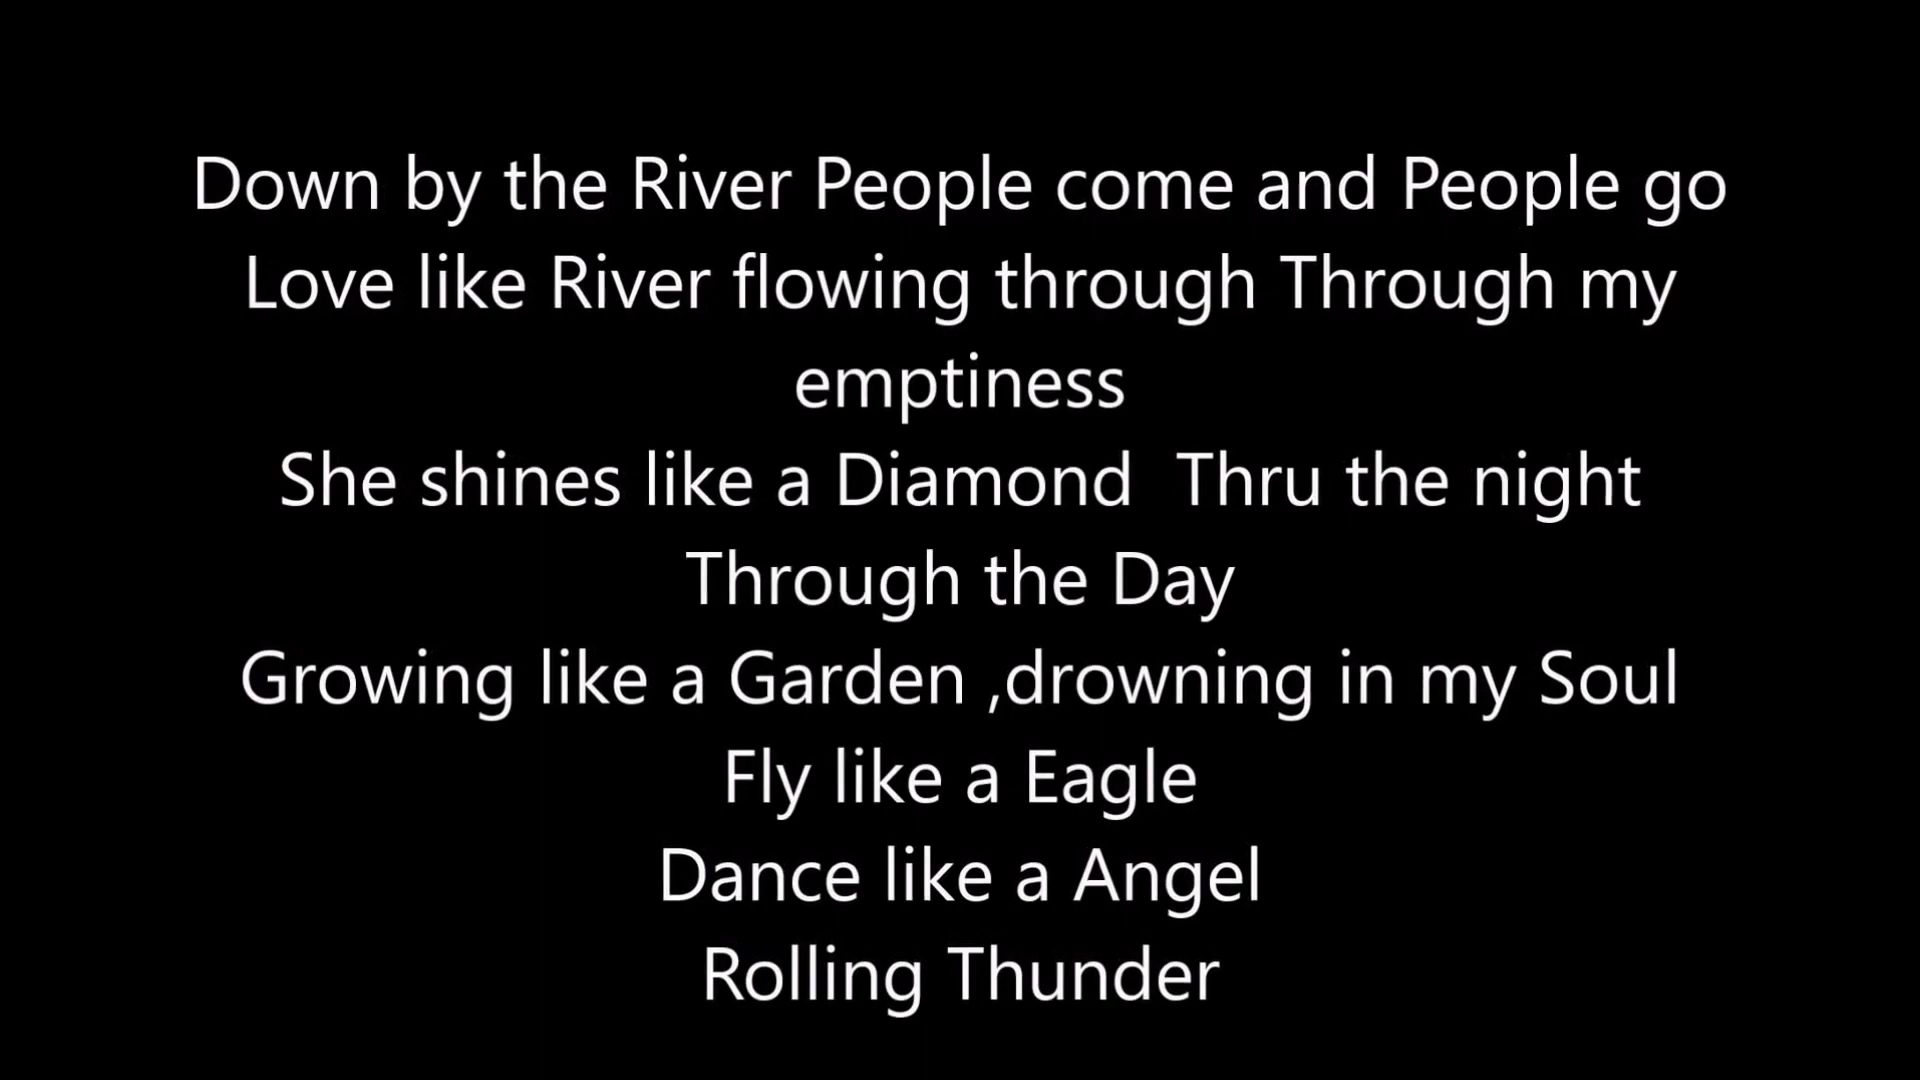 Down by the River People come and People go
Love like River flowing through Through my
emptiness
She shines like a Diamond  Thru the night
Through the Day
Growing like a Garden ,drowning in my Soul
Fly like a Eagle
Dance like a Angel
Rolling Thunder